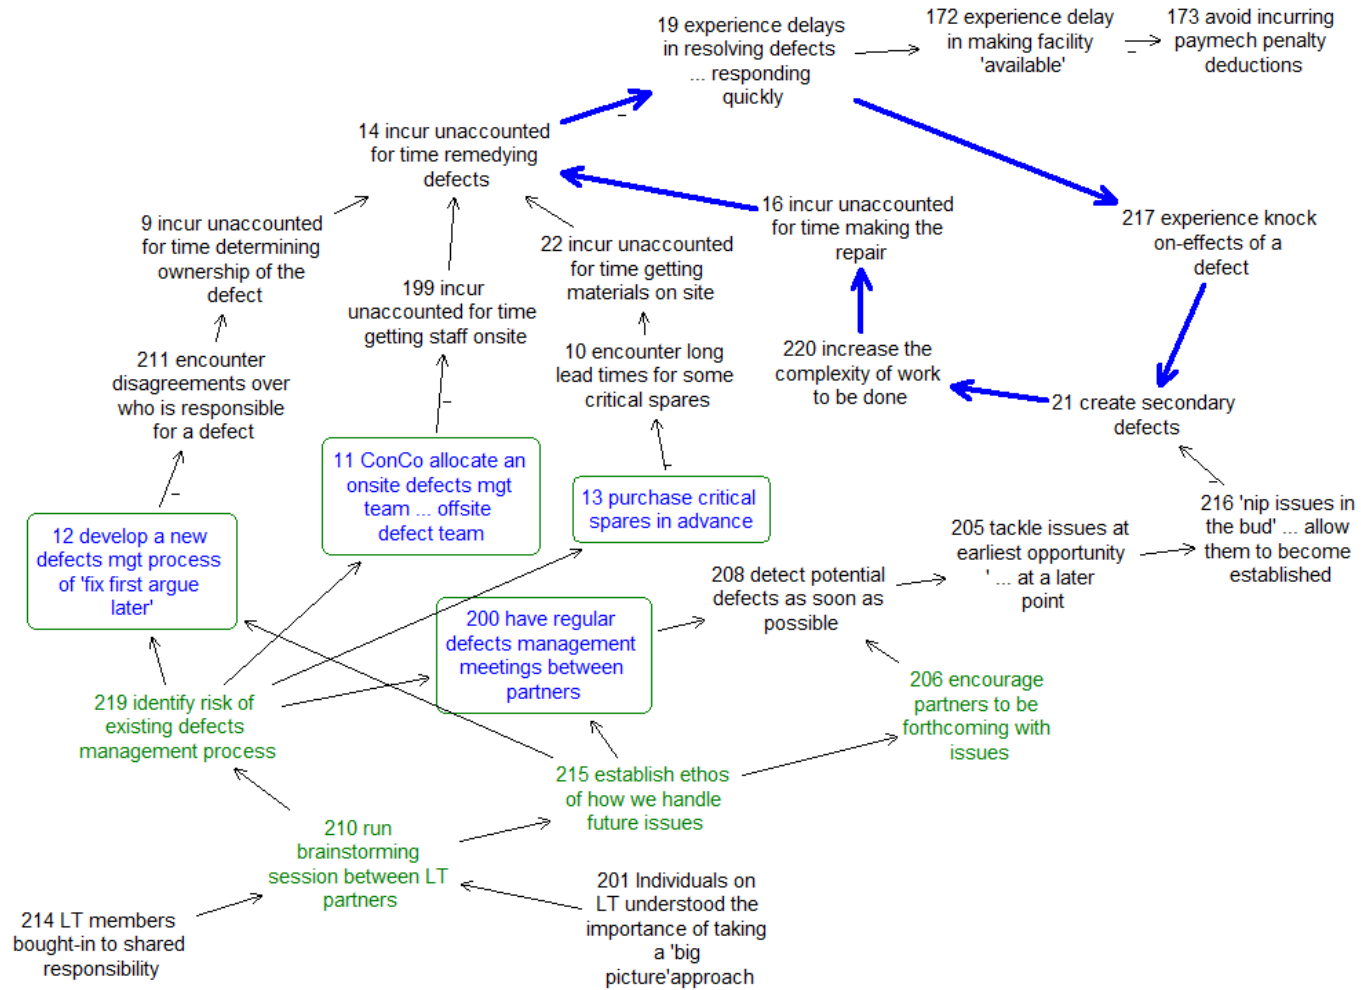 19 experience delays
in resolving defects
... responding
quickly
172 experience delay
in making facility
'available'
173 avoid incurring
paymech penalty
deductions
14 incur unaccounted
for time remedying
defects
9 incur unaccounted
for time determining
ownership of the
defect
16 incur unaccounted
for time making the
repair
217 experience knock
on-effects of a
defect
22 incur unaccounted
for time getting
materials on site
199 incur
unaccounted for time
getting staff onsite
211 encounter
disagreements over
who is responsible
for a defect
10 encounter long
lead times for some
critical spares
220 increase the
complexity of work
to be done
21 create secondary
defects
11 ConCo allocate an
onsite defects mgt
team ... offsite
defect team
13 purchase critical
spares in advance
12 develop a new
defects mgt process
of 'fix first argue
later'
216 'nip issues in
the bud' ... allow
them to become
established
205 tackle issues at
earliest opportunity
' ... at a later
point
208 detect potential
defects as soon as
possible
200 have regular
defects management
meetings between
partners
219 identify risk of
existing defects
management process
206 encourage
partners to be
forthcoming with
issues
215 establish ethos
of how we handle
future issues
210 run
brainstorming
session between LT
partners
201 Individuals on
LT understood the
importance of taking
a 'big
picture'approach
214 LT members
bought-in to shared
responsibility